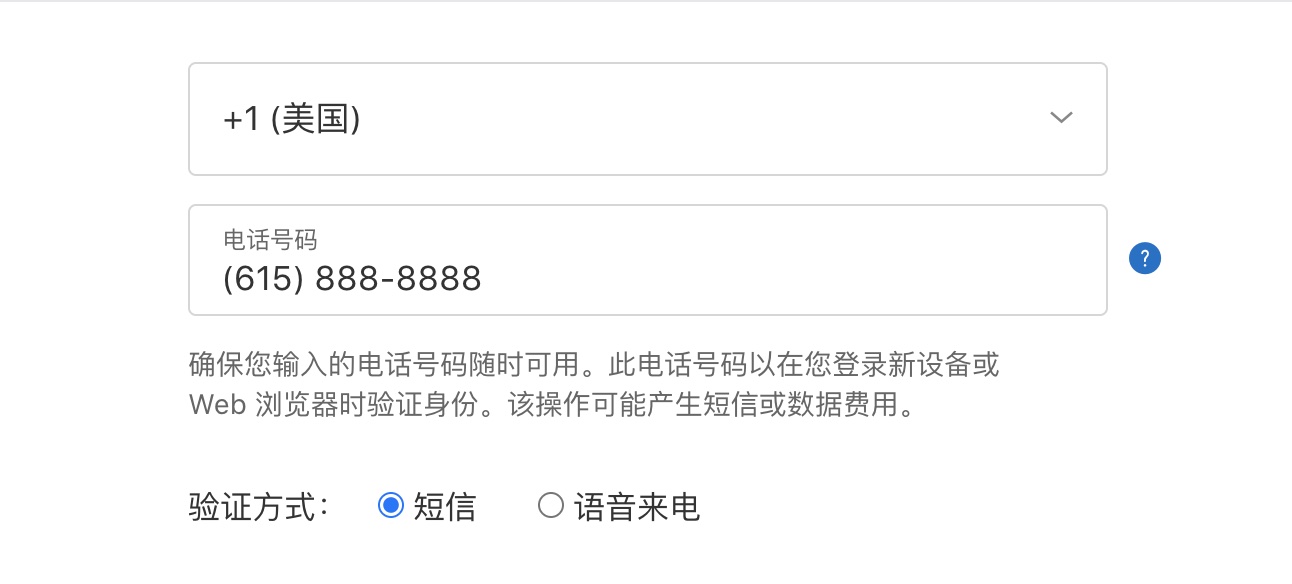 +1 (美国)
电话号码
(615) 888-8888
?
确保您输入的电话号码随时可用。此电话号码以在您登录新设备或
Web 浏览器时验证身份。该操作可能产生短信或数据费用。
验证方式： 短信 语音来电